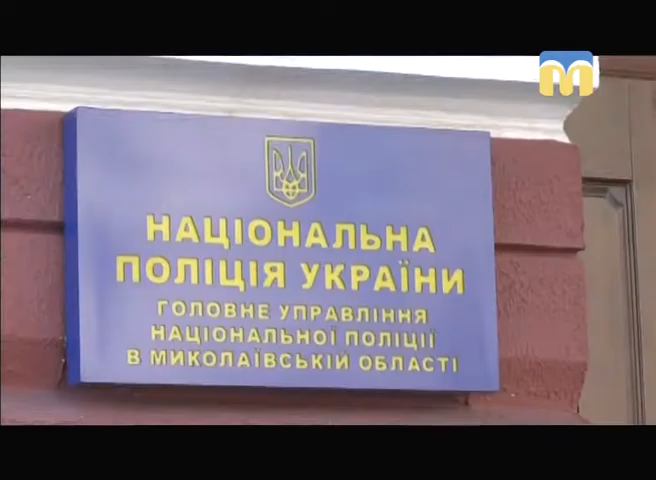 М
НАЦІОНАЛЬНА
ПОЛІЦІЯ УКРАЇНИ
ГОЛОВНЕ УПРАВЛІННЯ
НАЦІОНАЛЬНОЇ ПОЛІЦІЇ
В МИКОЛАЇВСЬКІЙ ОБЛАСТІ